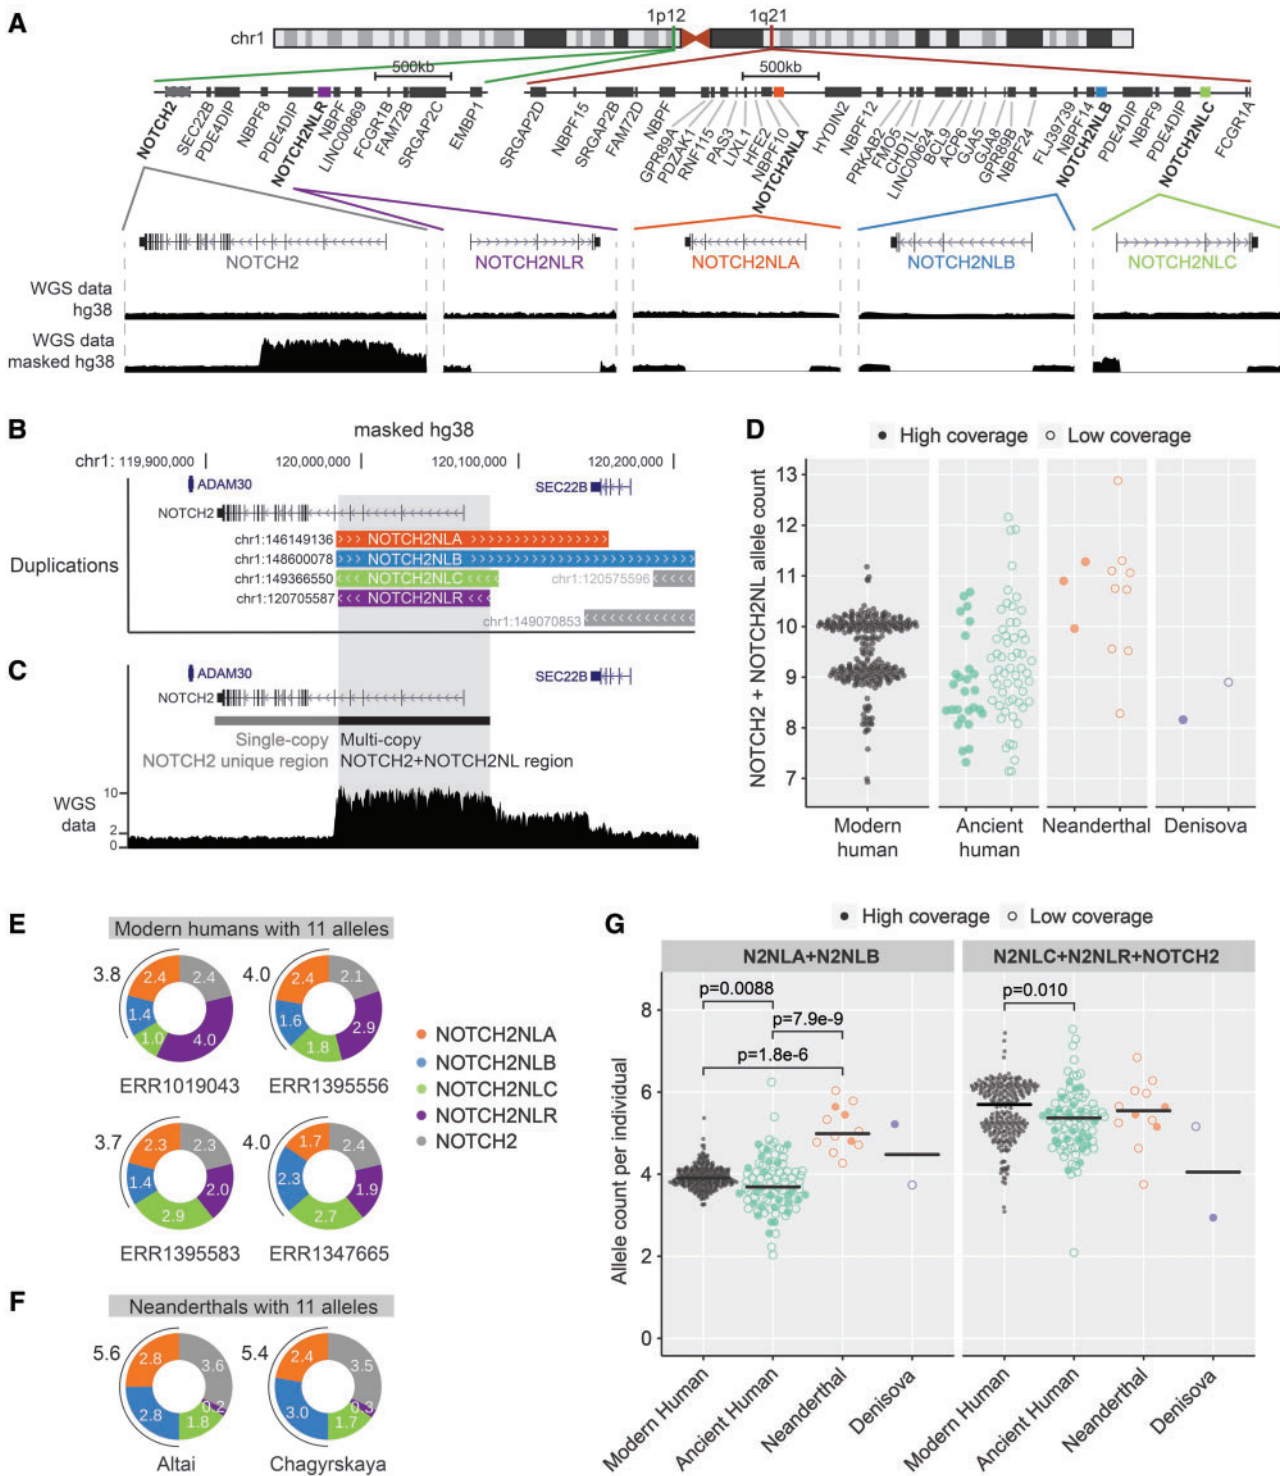 A
1p12
1q21
chr1
500kb
500kb
NOTCH2
SEC22B
PDE4DIP
NBPF8
PDE4DIP
NOTCH2NLR
NBPF
LINC00869
FCGR1B
FAM72B
SRGAP2C
EMBP1
SRGAP2D
NBPF15
SRGAP2B
FAM72D
NBPF
GPR89A
PDZAK1
RNF115
PAS3
LIXL1
HFE2
NBPF10
NOTCH2NLA
HYDIN2
NBPF12
PRKAB2
FMO5
CHD1L
LINC00624
BCL9
ACP6
GJA5
GJA8
GPR89B
NBPF24
FLJ39739
NBPF14
NOTCH2NLB
PDE4DIP
NBPF9
PDE4DIP
NOTCH2NLC
FCGR1A
NOTCH2
NOTCH2NLR
NOTCH2NLA
NOTCH2NLB
NOTCH2NLC
WGS data
hg38
WGS data
masked hg38
B
masked hg38
chr1: 119,900,000
120,000,000
120,100,000
120,200,000
ADAM30
SEC22B
NOTCH2
Duplications
chr1:146149136
NOTCH2NLA
chr1:148600078
NOTCH2NLB
chr1:149366550
NOTCH2NLC
chr1:120575596
chr1:120705587
NOTCH2NLR
chr1:149070853
C
ADAM30
SEC22B
NOTCH2
Single-copy
NOTCH2 unique region
Multi-copy
NOTCH2+NOTCH2NL region
WGS
data
10
2
0
D
High coverage
Low coverage
NOTCH2 + NOTCH2NL allele count
13
12
11
10
9
8
7
Modern
human
Ancient
human
Neanderthal
Denisova
E
Modern humans with 11 alleles
3.8
2.4
2.4
1.4
1.0
4.0
ERR1019043
4.0
2.4
2.1
1.6
1.8
2.9
ERR1395556
3.7
2.3
2.3
1.4
2.9
2.0
ERR1395583
4.0
1.7
2.4
2.3
2.7
1.9
ERR1347665
NOTCH2NLA
NOTCH2NLB
NOTCH2NLC
NOTCH2NLR
NOTCH2
F
Neanderthals with 11 alleles
5.6
2.8
3.6
2.8
1.8
0.2
Altai
5.4
2.4
3.5
3.0
1.7
0.3
Chagyrskaya
G
High coverage
Low coverage
N2NLA+N2NLB
N2NLC+N2NLR+NOTCH2
Allele count per individual
8
6
4
2
0
p=0.0088
p=7.9e-9
p=1.8e-6
p=0.010
Modern Human
Ancient Human
Neanderthal
Denisova
Modern Human
Ancient Human
Neanderthal
Denisova